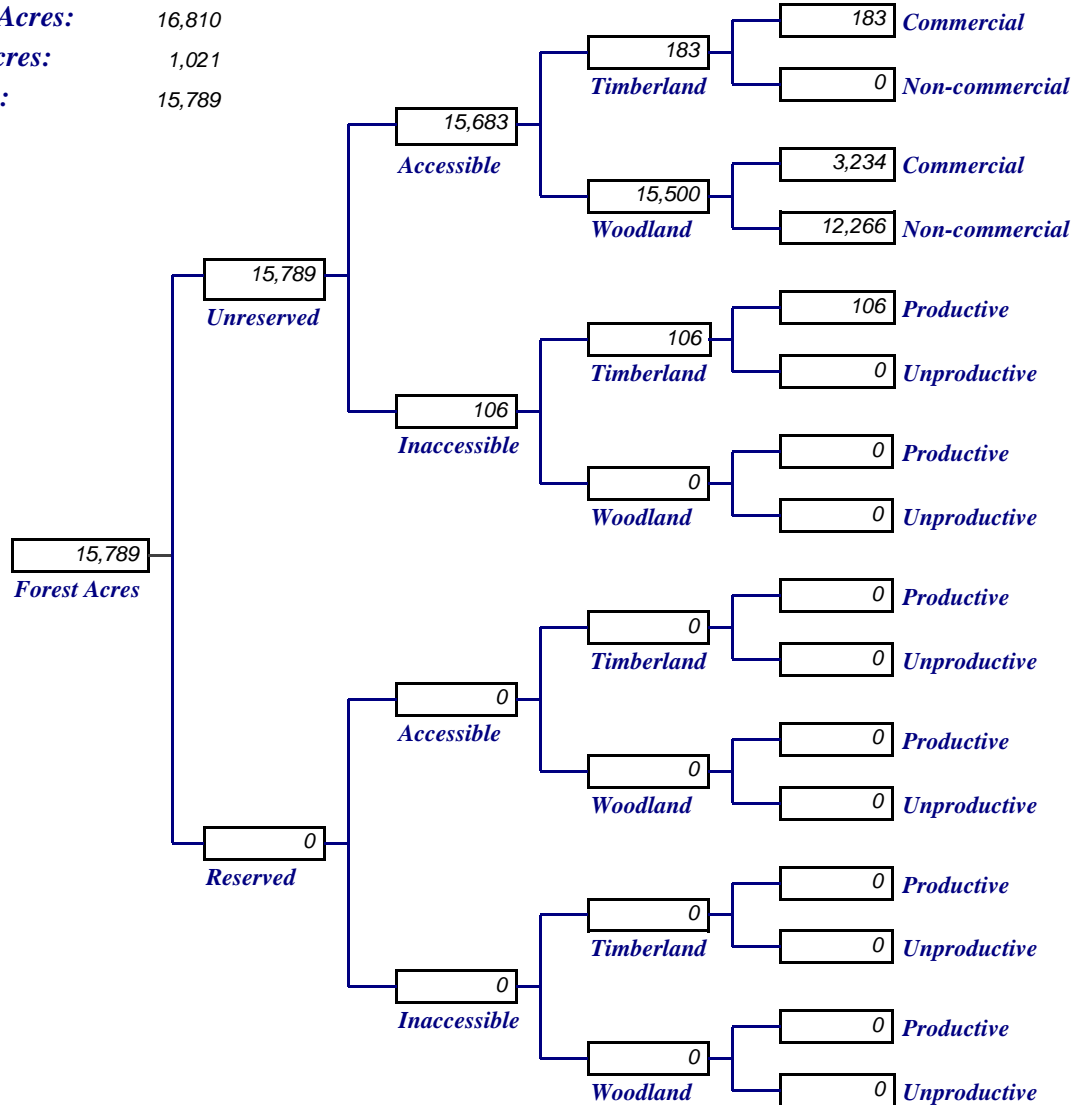 Acres: 16,810
cres: 1,021
: 15,789
183 Commercial
183
Timberland
0 Non-commercial
15,683
Accessible
3,234 Commercial
15,500
Woodland
12,266 Non-commercial
15,789
Unreserved
106 Productive
106
Timberland
0 Unproductive
106
Inaccessible
0 Productive
0
Woodland
0 Unproductive
15,789
Forest Acres
0 Productive
0
Timberland
0 Unproductive
0
Accessible
0 Productive
0
Woodland
0 Unproductive
0
Reserved
0 Productive
0
Timberland
0 Unproductive
0
Inaccessible
0 Productive
0
Woodland
0 Unproductive